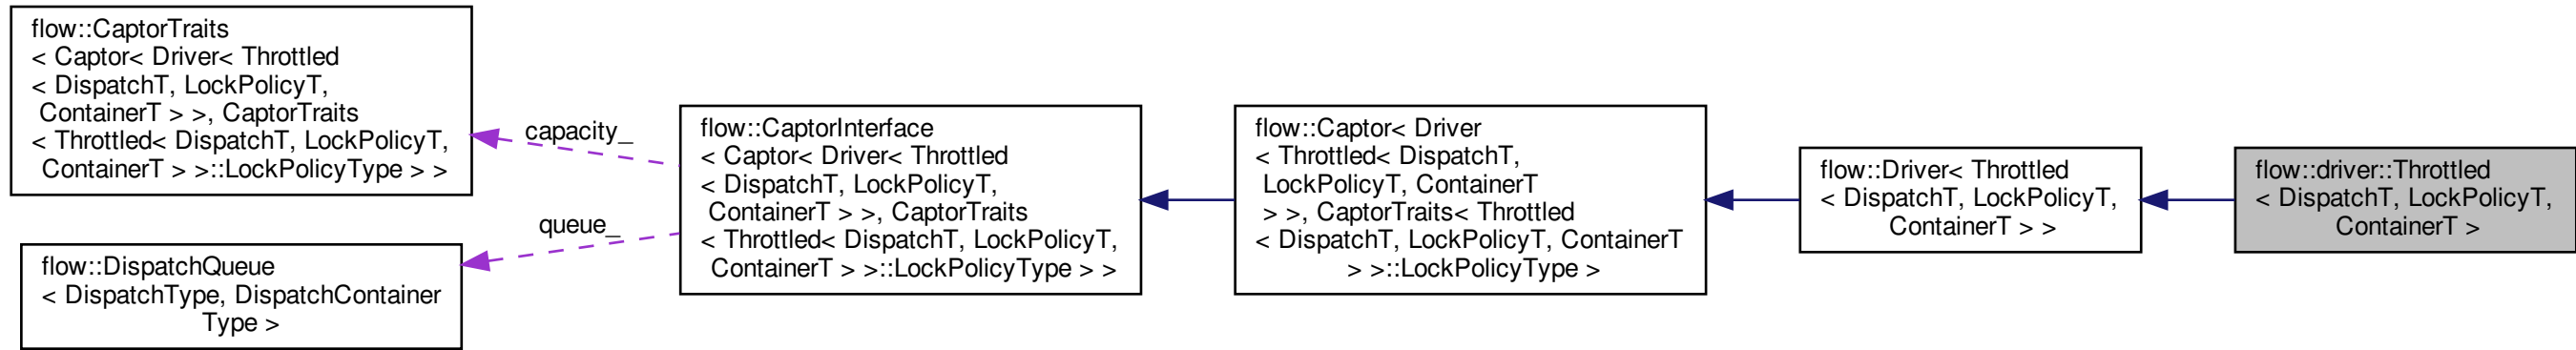 flow::CaptorTraits
< Captor< Driver< Throttled
< DispatchT, LockPolicyT,
ContainerT > >, CaptorTraits
< Throttled< DispatchT, LockPolicyT,
ContainerT > >::LockPolicyType > >
capacity_
flow::DispatchQueue
< DispatchType, DispatchContainer
Type >
queue_
flow::CaptorInterface
< Captor< Driver< Throttled
< DispatchT, LockPolicyT,
ContainerT > >, CaptorTraits
< Throttled< DispatchT, LockPolicyT,
ContainerT > >::LockPolicyType > >
flow::Captor< Driver
< Throttled< DispatchT,
LockPolicyT, ContainerT
> >, CaptorTraits< Throttled
< DispatchT, LockPolicyT, ContainerT
> >::LockPolicyType >
flow::Driver< Throttled
< DispatchT, LockPolicyT,
ContainerT > >
flow::driver::Throttled
< DispatchT, LockPolicyT,
ContainerT >